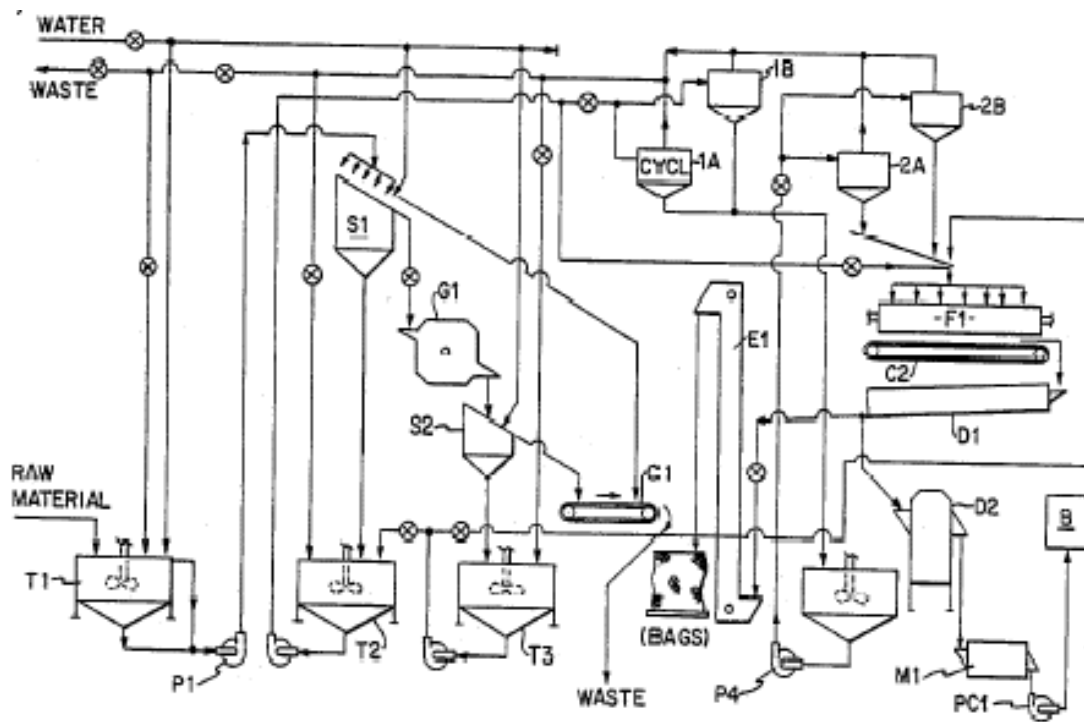 WATER
WASTE
1B
2B
CYCL
1A
2A
S1
G1
E1
-F1-
C2
D1
S2
RAW
MATERIAL
C1
D2
B
T1
(BAGS)
P1
T2
T3
WASTE
P4
M1
PC1